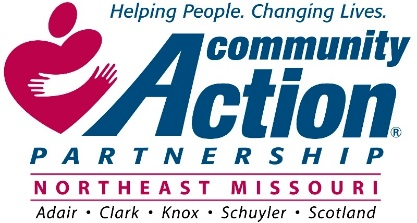 Helping People. Changing Lives.
community
Action®
PARTNERSHIP
NORTHEAST MISSOURI
Adair • Clark • Knox • Schuyler • Scotland